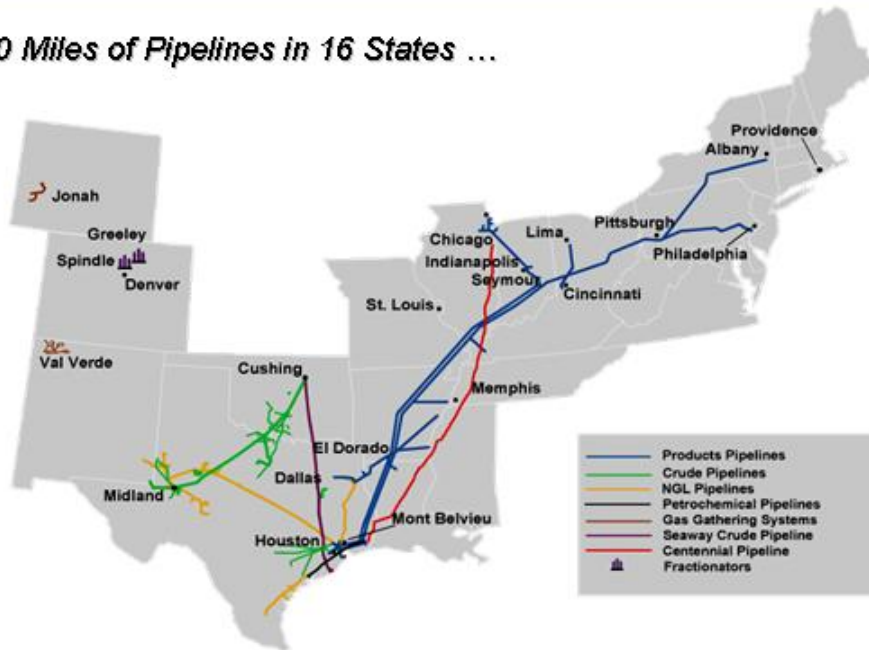 0 Miles of Pipelines in 16 States ...
Providence
Albany
Jonah
Greeley
Spindle
Denver
Val Verde
Chicago
Lima
Pittsburgh
Indianapolis
Philadelphia
Seymour
Cincinnati
St. Louis
Cushing
Memphis
El Dorado
Dallas
Midland
Mont Belvieu
Houston
Products Pipelines
Crude Pipelines
NGL Pipelines
Petrochemical Pipelines
Gas Gathering Systems
Seaway Crude Pipeline
Centennial Pipeline
Fractionators